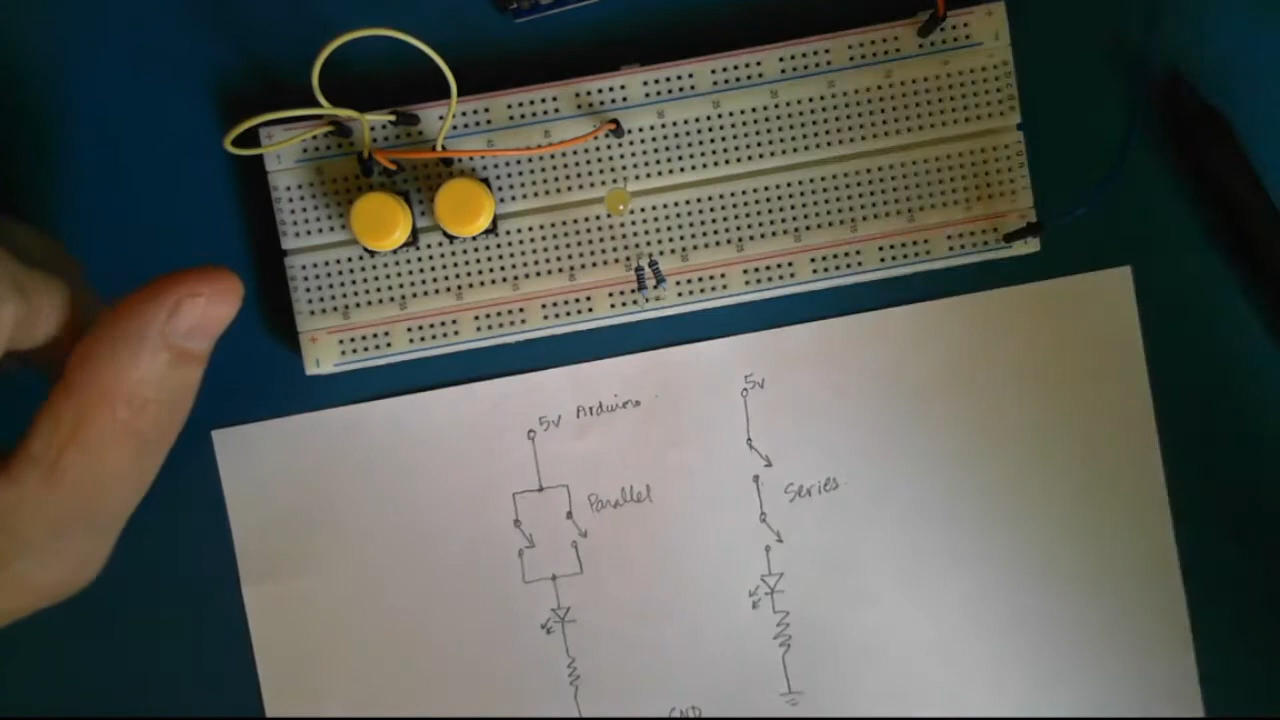 5v Arduino
Parallel
5v
Series
GND